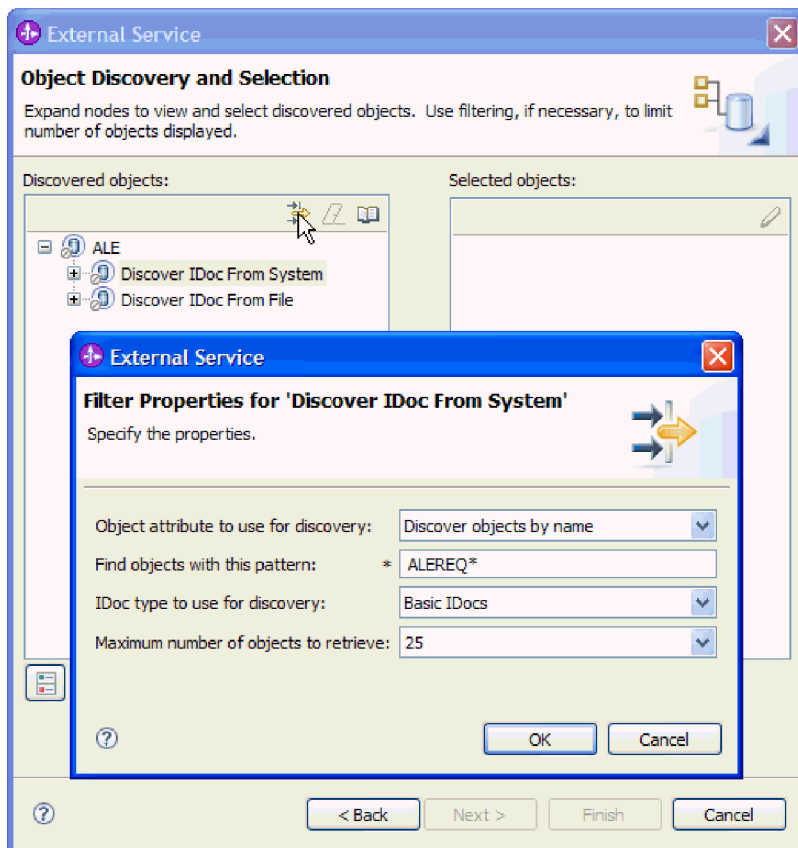 External Service
Object Discovery and Selection
Expand nodes to view and select discovered objects. Use filtering, if necessary, to limit
number of objects displayed.
Discovered objects:
Selected objects:
ALE
Discover IDoc From System
Discover IDoc From File
External Service
Filter Properties for 'Discover IDoc From System'
Specify the properties.
Object attribute to use for discovery: Discover objects by name
Find objects with this pattern: * ALEREQ*
IDoc type to use for discovery: Basic IDocs
Maximum number of objects to retrieve: 25
OK Cancel
< Back Next > Finish Cancel